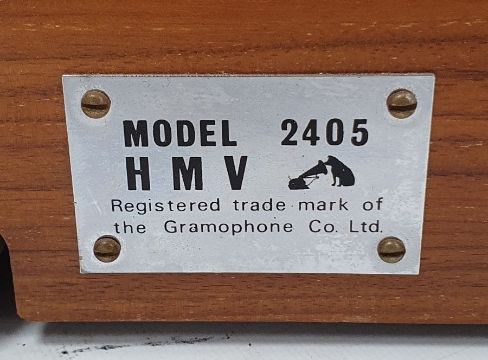 MODEL 2405
HMV
Registered trade mark of
the Gramophone Co. Ltd.